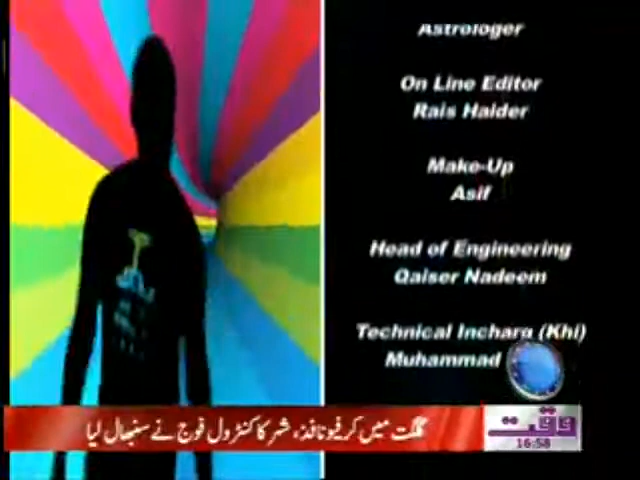 Astrologer
On Line Editor
Rais Haider
Make-Up
Asif
Head of Engineering
Qaiser Nadeem
Technical Incharg (Khi)
Muhammad
گلگت میں کرفیو نافذ، شہر کا کنٹرول فوج نے سنبھال لیا
وقت
16:58